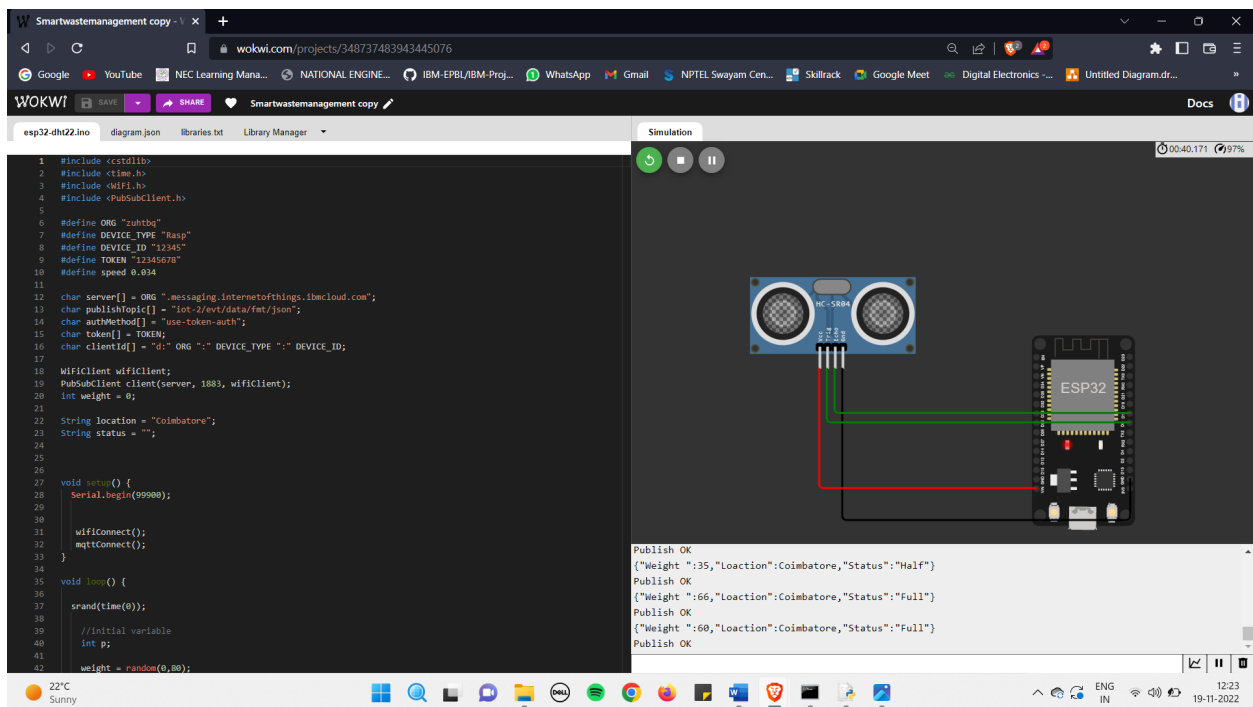 Smartwastemanagement copy - W
wokwi.com/projects/348737483943445076
Google YouTube NEC Learning Mana... NATIONAL ENGINE... IBM-EPBL/IBM-Proj... WhatsApp Gmail NPTEL Swayam Cen... Skillrack Google Meet Digital Electronics -... Untitled Diagram.dr... »
WOKWI SAVE SHARE Smartwastemanagement copy Docs
esp32-dht22.ino diagram.json libraries.txt Library Manager
1 #include <cstdlib>
2 #include <time.h>
3 #include <WiFi.h>
4 #include <PubSubClient.h>
5
6 #define ORG "zuhtbq"
7 #define DEVICE_TYPE "Rasp"
8 #define DEVICE_ID "12345"
9 #define TOKEN "12345678"
10 #define speed 0.034
11
12 char server[] = ORG ".messaging.internetofthings.ibmcloud.com";
13 char publishTopic[] = "iot-2/evt/data/fmt/json";
14 char authMethod[] = "use-token-auth";
15 char token[] = TOKEN;
16 char clientId[] = "d:" ORG ":" DEVICE_TYPE ":" DEVICE_ID;
17
18 WiFiClient wifiClient;
19 PubSubClient client(server, 1883, wifiClient);
20 int weight = 0;
21
22 String location = "Coimbatore";
23 String status = "";
24
25
26
27 void setup() {
28 Serial.begin(99900);
29
30
31 wifiConnect();
32 mqttConnect();
33 }
34
35 void loop() {
36
37 srand(time(0));
38
39 //initial variable
40 int p;
41
42 weight = random(0,80);
Simulation
00:40.171 97%
HC-SR04
Vcc
Trig
Echo
Gnd
ESP32
Publish OK
{"Weight ":35,"Loaction":Coimbatore,"Status":"Half"}
Publish OK
{"Weight ":66,"Loaction":Coimbatore,"Status":"Full"}
Publish OK
{"Weight ":60,"Loaction":Coimbatore,"Status":"Full"}
Publish OK
22°C
Sunny
DELL
ENG
IN
12:23
19-11-2022